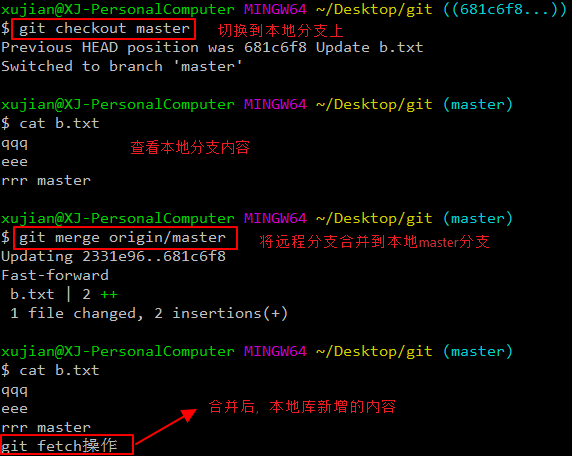 xujian@XJ-PersonalComputer MINGW64 ~/Desktop/git ((681c6f8...))
$ git checkout master 切换到本地分支上
Previous HEAD position was 681c6f8 Update b.txt
Switched to branch 'master'
xujian@XJ-PersonalComputer MINGW64 ~/Desktop/git (master)
$ cat b.txt
qqq
查看本地分支内容
eee
rrr master
xujian@XJ-PersonalComputer MINGW64 ~/Desktop/git (master)
$ git merge origin/master 将远程分支合并到本地master分支
Updating 2331e96..681c6f8
Fast-forward
b.txt | 2 ++
1 file changed, 2 insertions(+)
xujian@XJ-PersonalComputer MINGW64 ~/Desktop/git (master)
$ cat b.txt
qqq
eee 合并后，本地库新增的内容
rrr master
git fetch操作